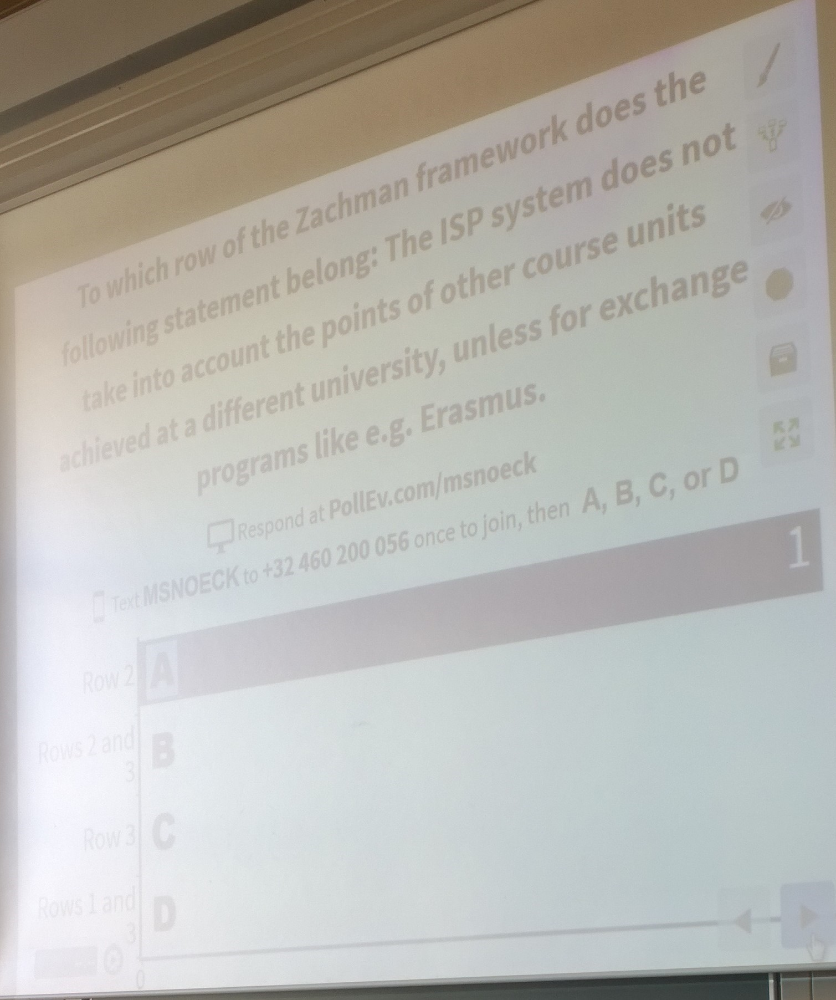 To which row of the Zachman framework does the
following statement belong: The ISP system does not
take into account the points of other course units
achieved at a different university, unless for exchange
programs like e.g. Erasmus.
Respond at PollEv.com/msnoeck
Text MSNOECK to +32 460 200 056 once to join, then A, B, C, or D
1
Row 2 A
Rows 2 and
3
B
Row 3 C
Rows 1 and
3
D
0